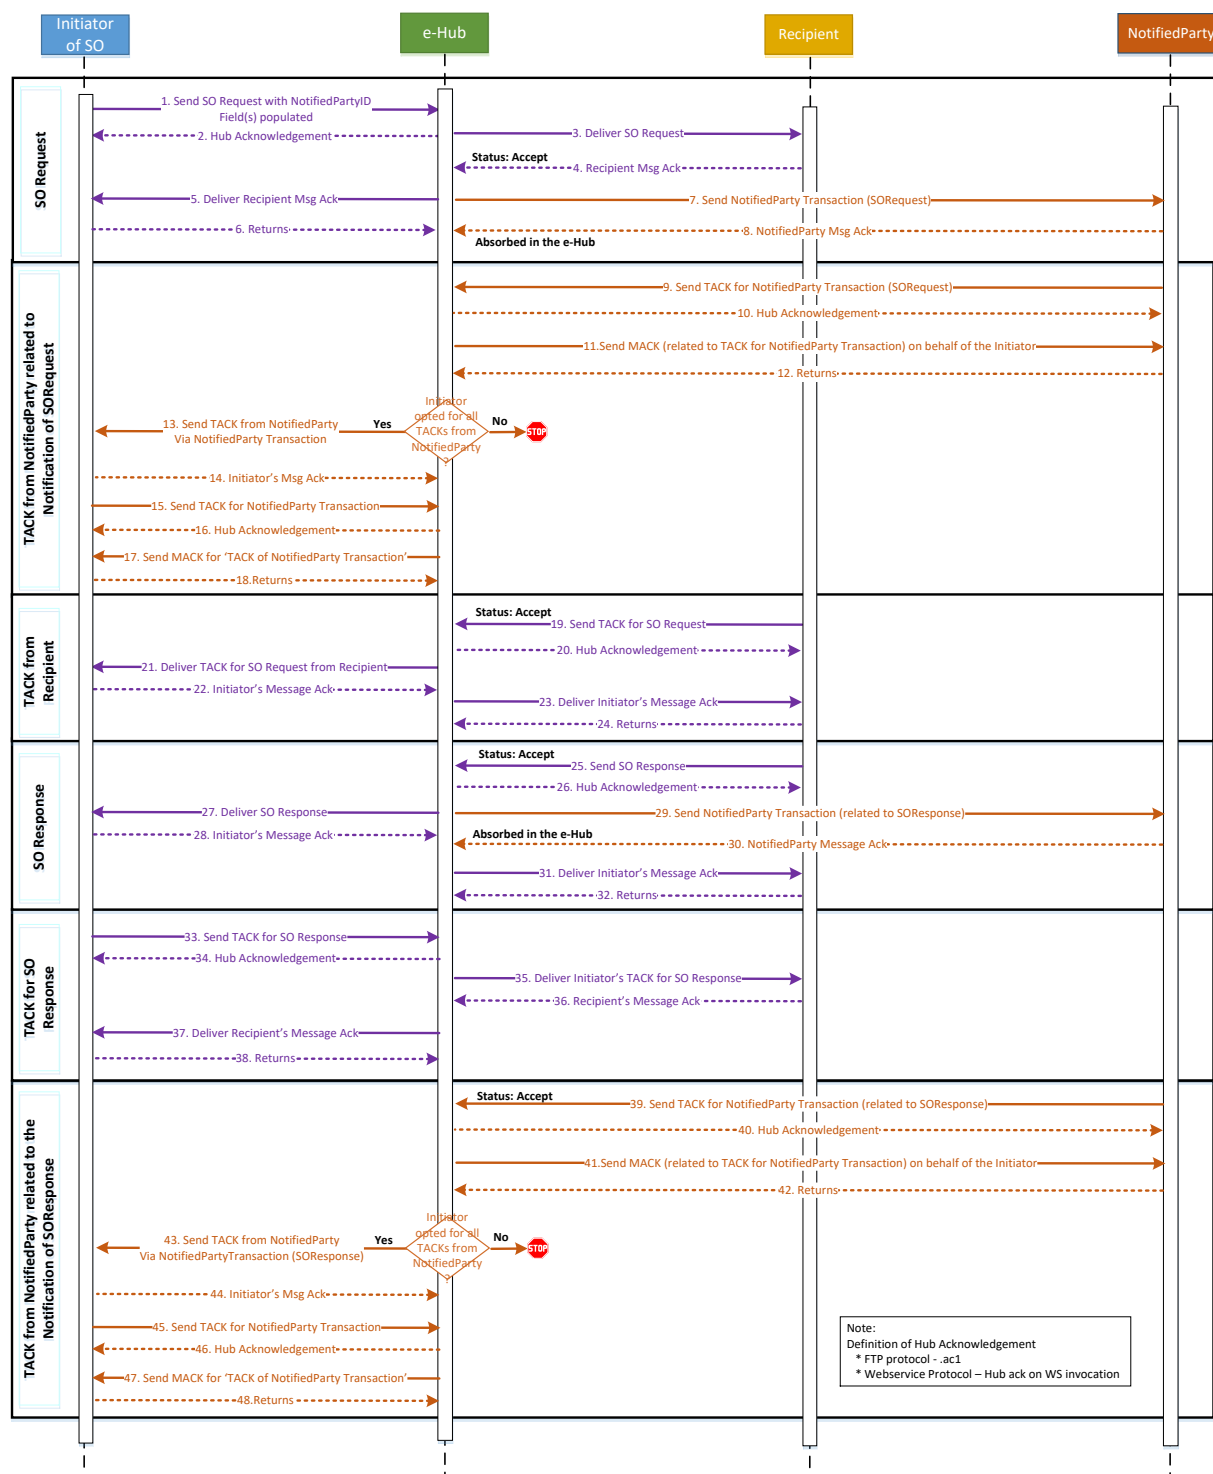 Initiator
of SO
e-Hub
Recipient
NotifiedParty
SO Request
1. Send SO Request with NotifiedPartyID
Field(s) populated
2. Hub Acknowledgement
3. Deliver SO Request
Status: Accept
4. Recipient Msg Ack
5. Deliver Recipient Msg Ack
7. Send NotifiedParty Transaction (SORequest)
6. Returns
8. NotifiedParty Msg Ack
Absorbed in the e-Hub
TACK from NotifiedParty related to
Notification of SORequest
9. Send TACK for NotifiedParty Transaction (SORequest)
10. Hub Acknowledgement
11.Send MACK (related to TACK for NotifiedParty Transaction) on behalf of the Initiator
12. Returns
Initiator
opted for all
TACKs from
NotifiedParty
?
Yes
No
STOP
13. Send TACK from NotifiedParty
Via NotifiedParty Transaction
14. Initiator’s Msg Ack
15. Send TACK for NotifiedParty Transaction
16. Hub Acknowledgement
17. Send MACK for ‘TACK of NotifiedParty Transaction’
18.Returns
TACK from
Recipient
Status: Accept
19. Send TACK for SO Request
20. Hub Acknowledgement
21. Deliver TACK for SO Request from Recipient
22. Initiator’s Message Ack
23. Deliver Initiator’s Message Ack
24. Returns
SO Response
Status: Accept
25. Send SO Response
26. Hub Acknowledgement
27. Deliver SO Response
29. Send NotifiedParty Transaction (related to SOResponse)
28. Initiator’s Message Ack
Absorbed in the e-Hub
30. NotifiedParty Message Ack
31. Deliver Initiator’s Message Ack
32. Returns
TACK for SO
Response
33. Send TACK for SO Response
34. Hub Acknowledgement
35. Deliver Initiator’s TACK for SO Response
36. Recipient’s Message Ack
37. Deliver Recipient’s Message Ack
38. Returns
TACK from NotifiedParty related to the
Notification of SOResponse
Status: Accept
39. Send TACK for NotifiedParty Transaction (related to SOResponse)
40. Hub Acknowledgement
41.Send MACK (related to TACK for NotifiedParty Transaction) on behalf of the Initiator
42. Returns
Initiator
opted for all
TACKs from
NotifiedParty
?
Yes
No
STOP
43. Send TACK from NotifiedParty
Via NotifiedPartyTransaction (SOResponse)
44. Initiator’s Msg Ack
45. Send TACK for NotifiedParty Transaction
46. Hub Acknowledgement
47. Send MACK for ‘TACK of NotifiedParty Transaction’
48.Returns
Note:
Definition of Hub Acknowledgement
* FTP protocol - .ac1
* Webservice Protocol – Hub ack on WS invocation